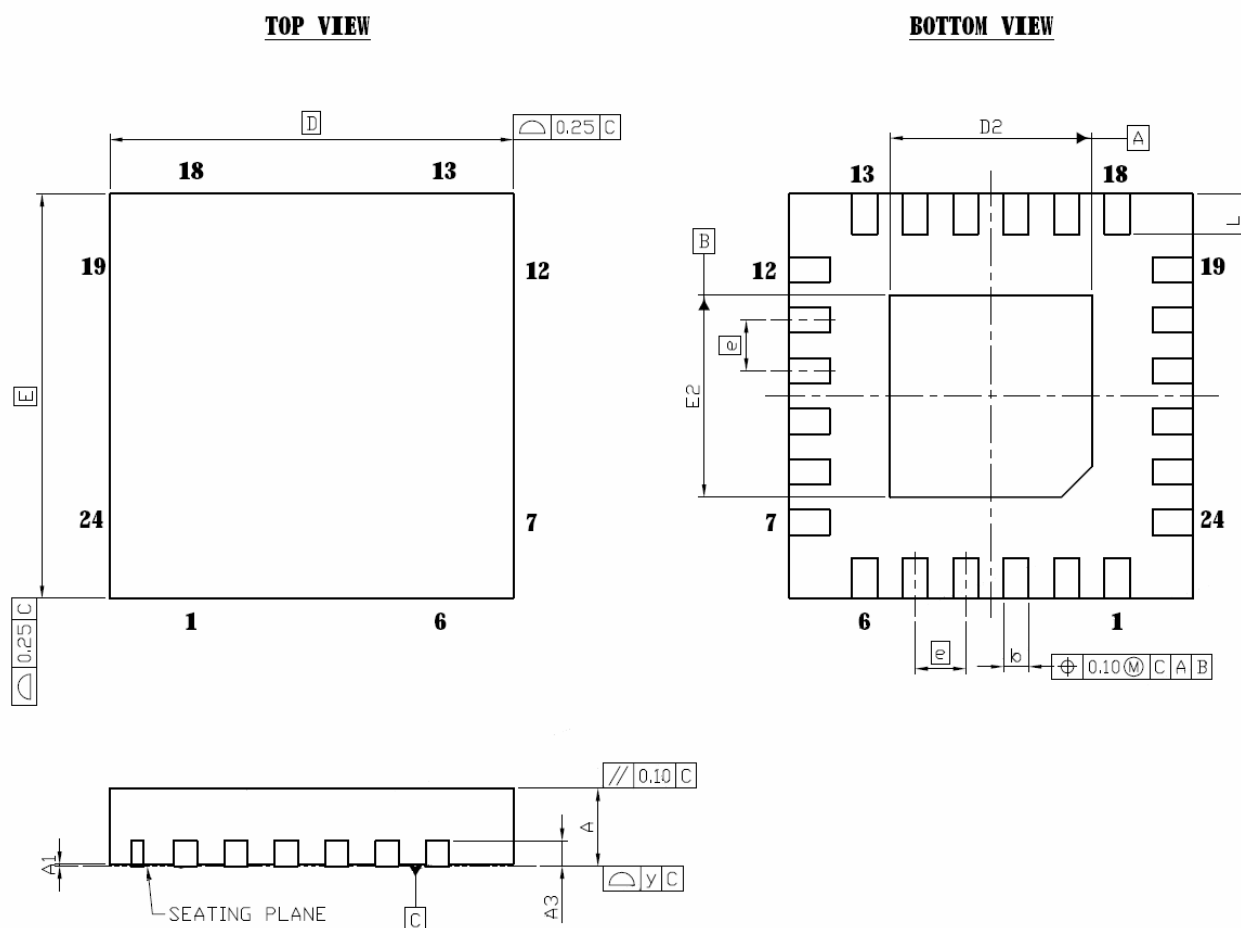 TOP VIEW
BOTTOM VIEW
D
0.25 C
D2
A
18 13
13 18
L
B
19
12
12
19
e
E
E2
24
7
7
24
1 6
6 1
0.25 C
e
b
0.10 Ⓜ C A B
// 0.10 C
A
A1
A3
y C
SEATING PLANE
C